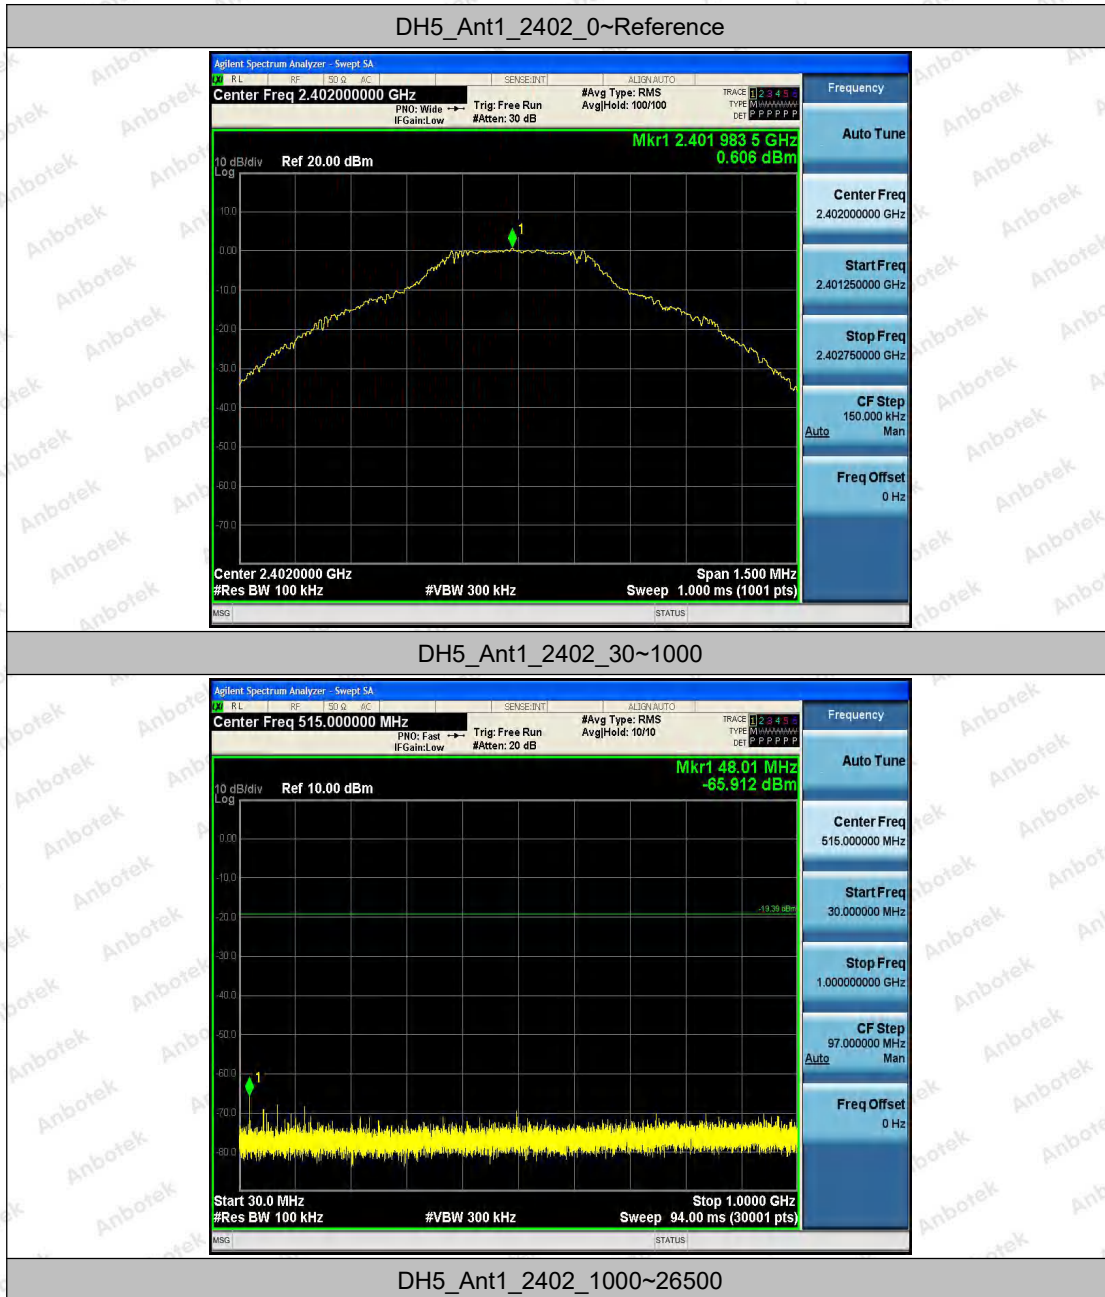 DH5_Ant1_2402_0~Reference
Agilent Spectrum Analyzer - Swept SA
LXI RL RF 50 Ω AC SENSE:INT ALIGN AUTO
Center Freq 2.402000000 GHz
PNO: Wide
IFGain:Low
Trig: Free Run
#Atten: 30 dB
#Avg Type: RMS
Avg|Hold: 100/100
TRACE 1 2 3 4 5 6
TYPE M WWWWW
DET P P P P P P
Mkr1 2.401 983 5 GHz
0.606 dBm
10 dB/div Ref 20.00 dBm
Log
10.0
0.00
-10.0
-20.0
-30.0
-40.0
-50.0
-60.0
-70.0
1
Center 2.4020000 GHz Span 1.500 MHz
#Res BW 100 kHz #VBW 300 kHz Sweep 1.000 ms (1001 pts)
MSG STATUS
Frequency
Auto Tune
Center Freq
2.402000000 GHz
Start Freq
2.401250000 GHz
Stop Freq
2.402750000 GHz
CF Step
150.000 kHz
Auto Man
Freq Offset
0 Hz
DH5_Ant1_2402_30~1000
Agilent Spectrum Analyzer - Swept SA
LXI RL RF 50 Ω AC SENSE:INT ALIGN AUTO
Center Freq 515.000000 MHz
PNO: Fast
IFGain:Low
Trig: Free Run
#Atten: 20 dB
#Avg Type: RMS
Avg|Hold: 10/10
TRACE 1 2 3 4 5 6
TYPE M WWWWW
DET P P P P P P
Mkr1 48.01 MHz
-65.912 dBm
10 dB/div Ref 10.00 dBm
Log
0.00
-10.0
-20.0
-30.0
-40.0
-50.0
-60.0
-70.0
-80.0
-19.39 dBm
1
Start 30.0 MHz Stop 1.0000 GHz
#Res BW 100 kHz #VBW 300 kHz Sweep 94.00 ms (30001 pts)
MSG STATUS
Frequency
Auto Tune
Center Freq
515.000000 MHz
Start Freq
30.000000 MHz
Stop Freq
1.000000000 GHz
CF Step
97.000000 MHz
Auto Man
Freq Offset
0 Hz
DH5_Ant1_2402_1000~26500
Anbotek